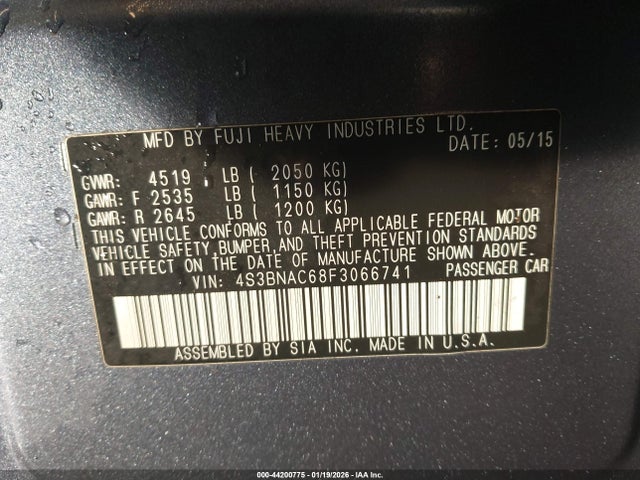 MFD BY FUJI HEAVY INDUSTRIES LTD.
DATE: 05/15
GVWR: 4519 LB ( 2050 KG)
GAWR: F 2535 LB ( 1150 KG)
GAWR: R 2645 LB ( 1200 KG)
THIS VEHICLE CONFORMS TO ALL APPLICABLE FEDERAL MOTOR
VEHICLE SAFETY,BUMPER,AND THEFT PREVENTION STANDARDS
IN EFFECT ON THE DATE OF MANUFACTURE SHOWN ABOVE.
VIN: 4S3BNAC68F3066741 PASSENGER CAR
ASSEMBLED BY SIA INC. MADE IN U.S.A.
000-44200775 - 01/19/2026 - IAA Inc.